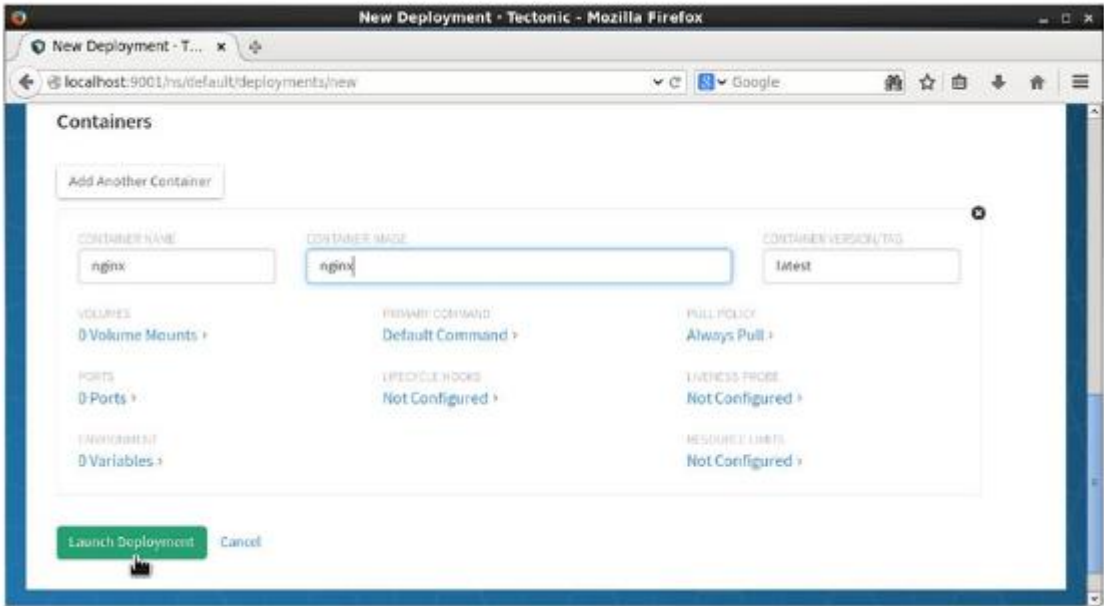 New Deployment · Tectonic - Mozilla Firefox
New Deployment · T...
localhost:9001/ns/default/deployments/new
Google
Containers
Add Another Container
CONTAINER NAME CONTAINER IMAGE CONTAINER VERSION/TAG
nginx nginx latest
VOLUMES PRIMARY COMMAND PULL POLICY
0 Volume Mounts › Default Command › Always Pull ›
PORTS LIFECYCLE HOOKS LIVENESS PROBE
0 Ports › Not Configured › Not Configured ›
ENVIRONMENT RESOURCE LIMITS
0 Variables › Not Configured ›
Launch Deployment Cancel